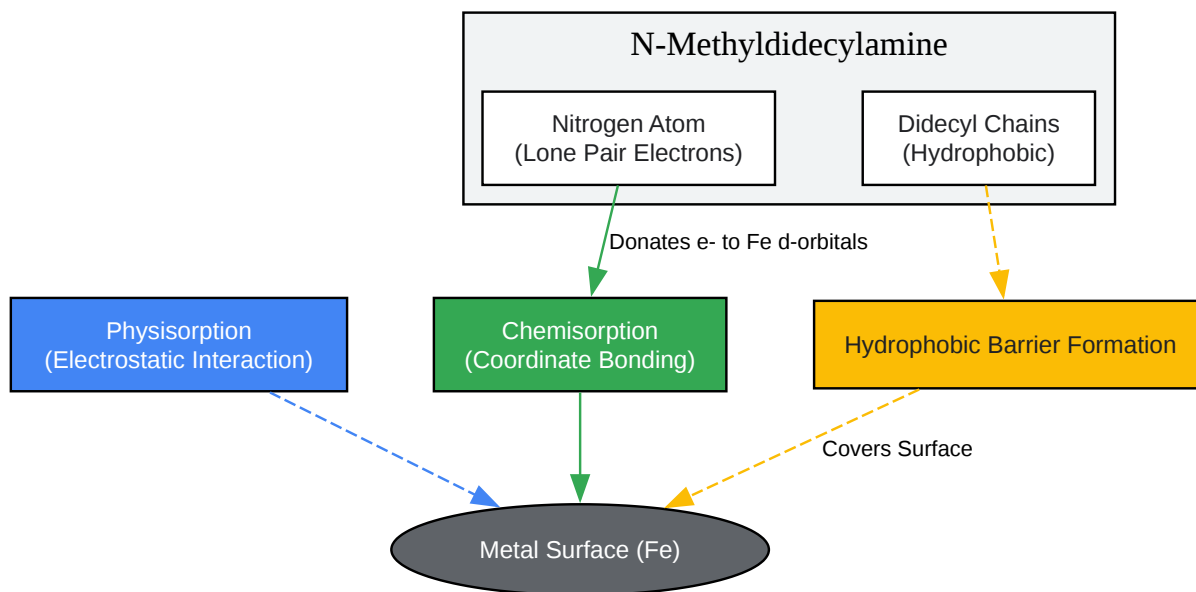 N-Methyldidecylamine
Nitrogen Atom
(Lone Pair Electrons)
Didecyl Chains
(Hydrophobic)
Donates e- to Fe d-orbitals
Physisorption
(Electrostatic Interaction)
Chemisorption
(Coordinate Bonding)
Hydrophobic Barrier Formation
Covers Surface
Metal Surface (Fe)